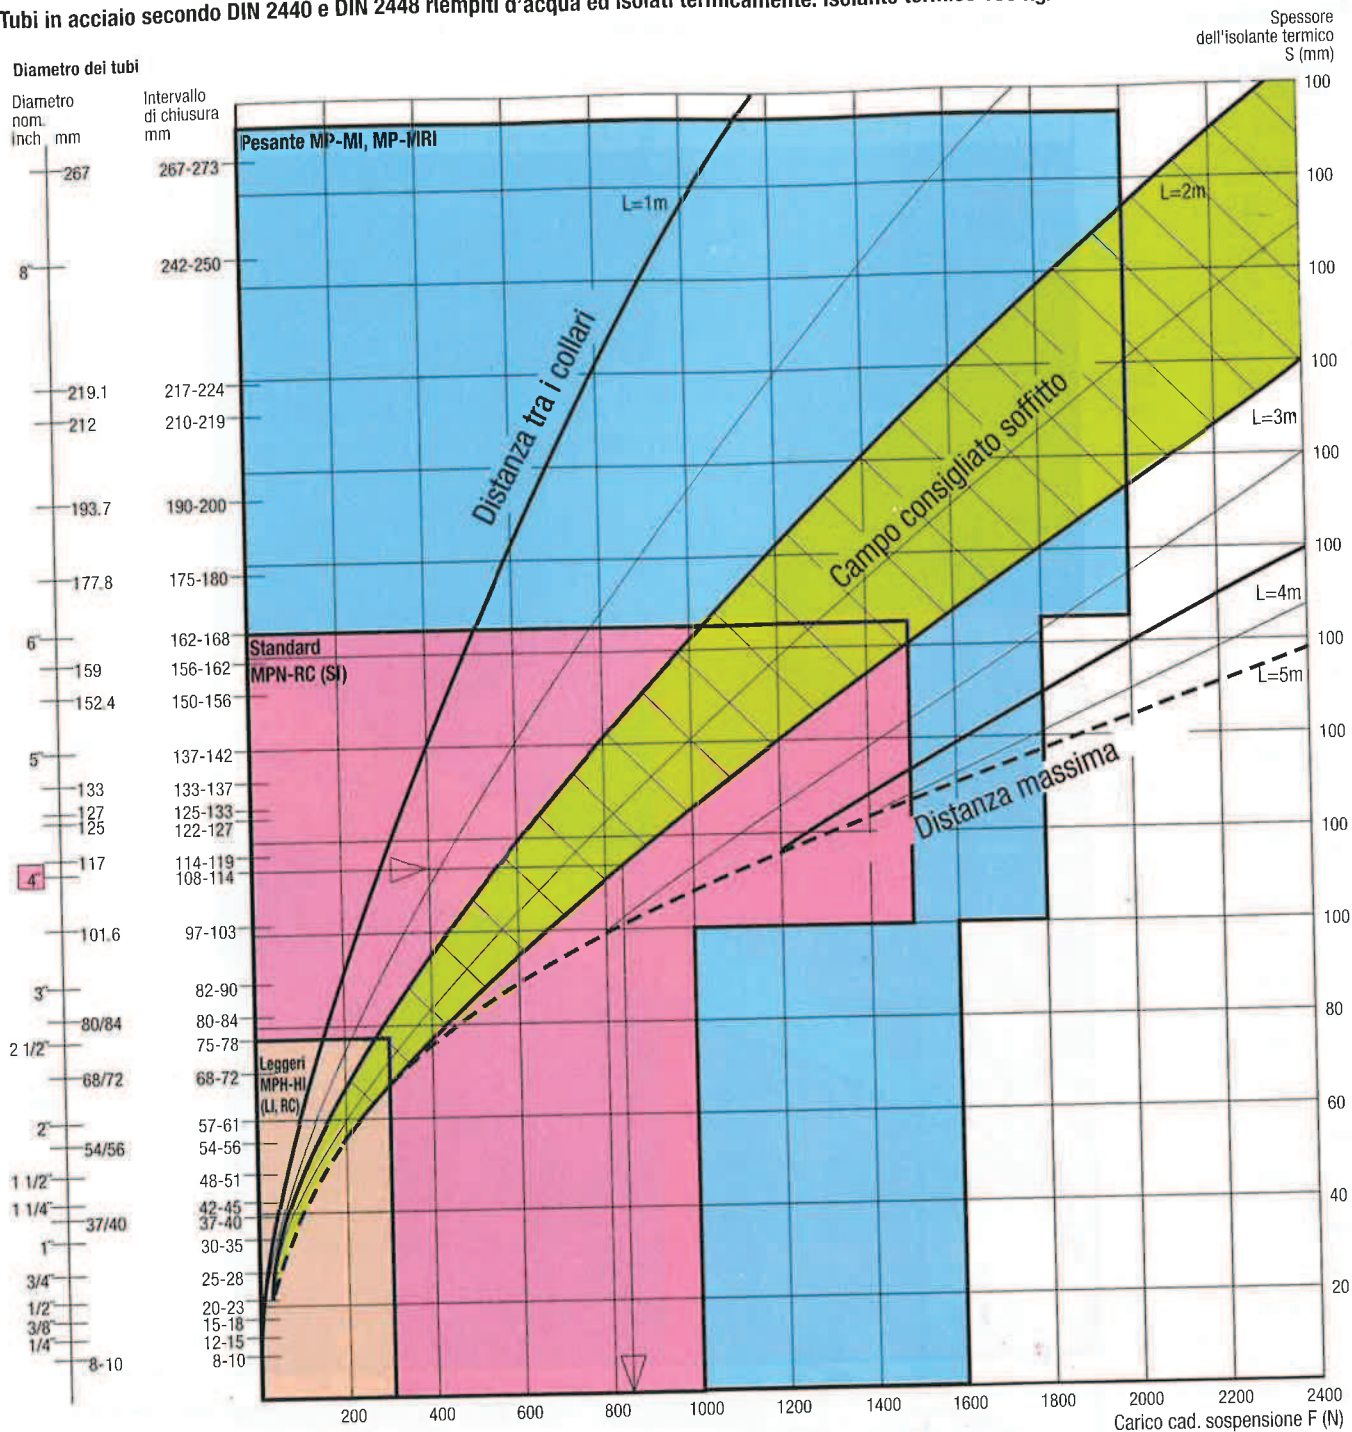 Tubi in acciaio secondo DIN 2440 e DIN 2448 riempiti d'acqua ed isolati termicamente.
Spessore
dell'isolante termico
S (mm)
Diametro dei tubi
Diametro
nom.
Inch mm
Intervallo
di chiusura
mm
267
8"
219.1
212
193.7
177.8
6"
159
152.4
5"
133
127
125
117
4"
101.6
3"
80/84
2 1/2"
68/72
2"
54/56
1 1/2"
1 1/4"
37/40
1"
3/4"
1/2"
3/8"
1/4"
8-10
267-273
242-250
217-224
210-219
190-200
175-180
162-168
156-162
150-156
137-142
133-137
125-133
122-127
114-119
108-114
97-103
82-90
80-84
75-78
68-72
57-61
54-56
48-51
42-45
37-40
30-35
25-28
20-23
15-18
12-15
8-10
Pesante MP-MI, MP-MRI
L=1m
L=2m
Distanza tra i collari
Campo consigliato soffitto
L=3m
Standard
MPN-RC (SI)
L=4m
L=5m
Distanza massima
Leggeri
MPH-HI
(LI, RC)
100
100
100
100
100
100
100
100
100
100
80
60
40
20
200 400 600 800 1000 1200 1400 1600 1800 2000 2200 2400
Carico cad. sospensione F (N)